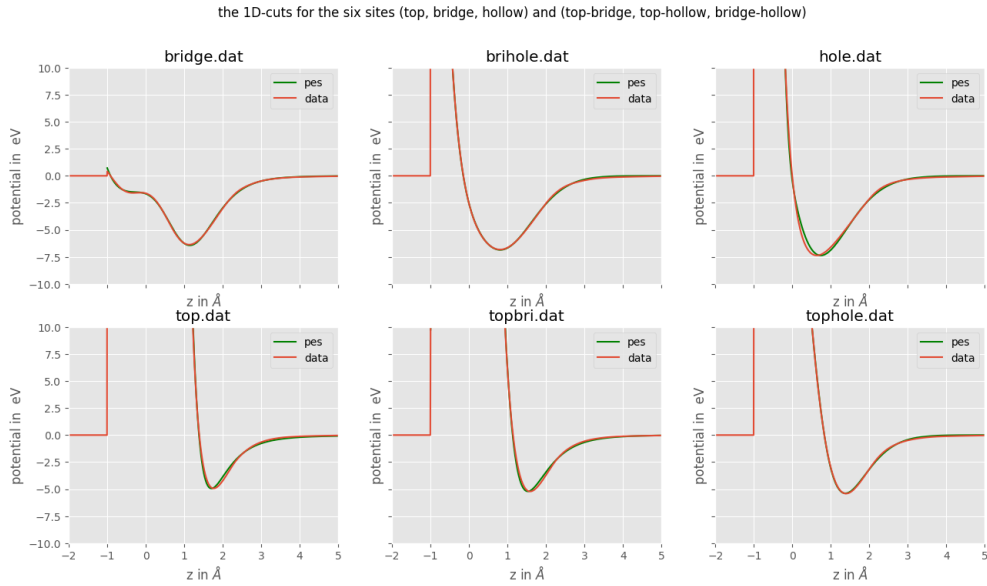 the 1D-cuts for the six sites (top, bridge, hollow) and (top-bridge, top-hollow, bridge-hollow)
bridge.dat
brihole.dat
hole.dat
10.0
7.5
5.0
2.5
0.0
−2.5
−5.0
−7.5
−10.0
potential in eV
pes
data
z in Å
potential in eV
pes
data
z in Å
potential in eV
pes
data
z in Å
top.dat
topbri.dat
tophole.dat
10.0
7.5
5.0
2.5
0.0
−2.5
−5.0
−7.5
−10.0
potential in eV
pes
data
−2 −1 0 1 2 3 4 5
z in Å
potential in eV
pes
data
−2 −1 0 1 2 3 4 5
z in Å
potential in eV
pes
data
−2 −1 0 1 2 3 4 5
z in Å